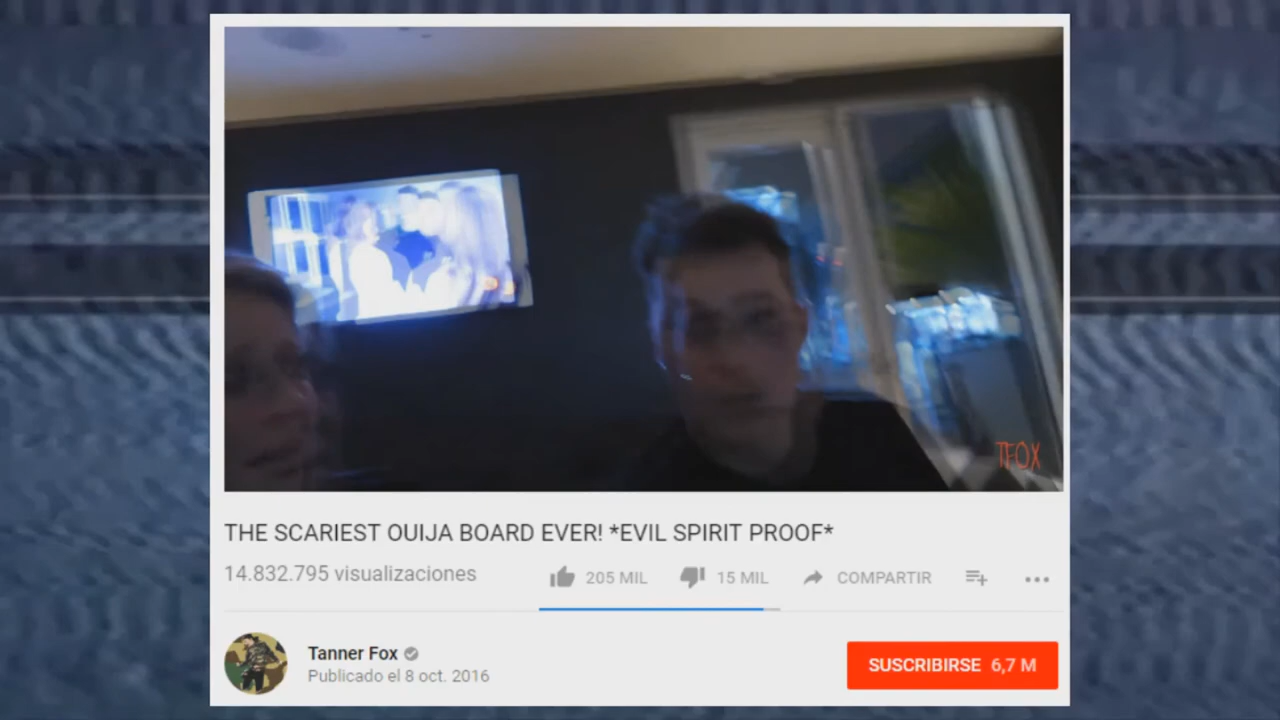 TFOX
THE SCARIEST OUIJA BOARD EVER! *EVIL SPIRIT PROOF*
14.832.795 visualizaciones 205 MIL 15 MIL COMPARTIR
Tanner Fox
Publicado el 8 oct. 2016
SUSCRIBIRSE 6,7 M